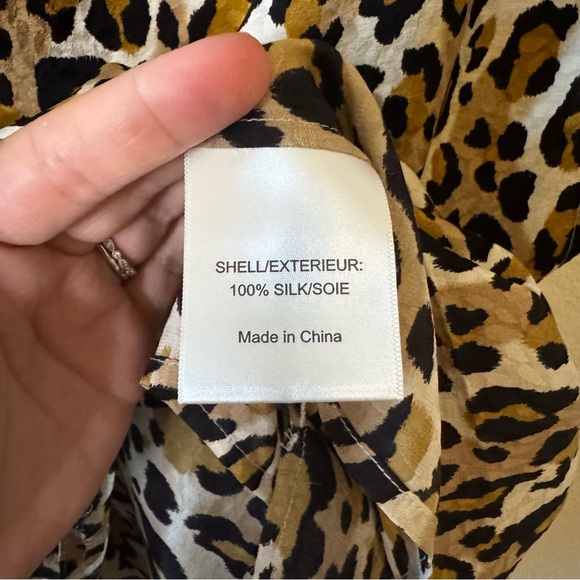 SHELL/EXTERIEUR:
100% SILK/SOIE
Made in China